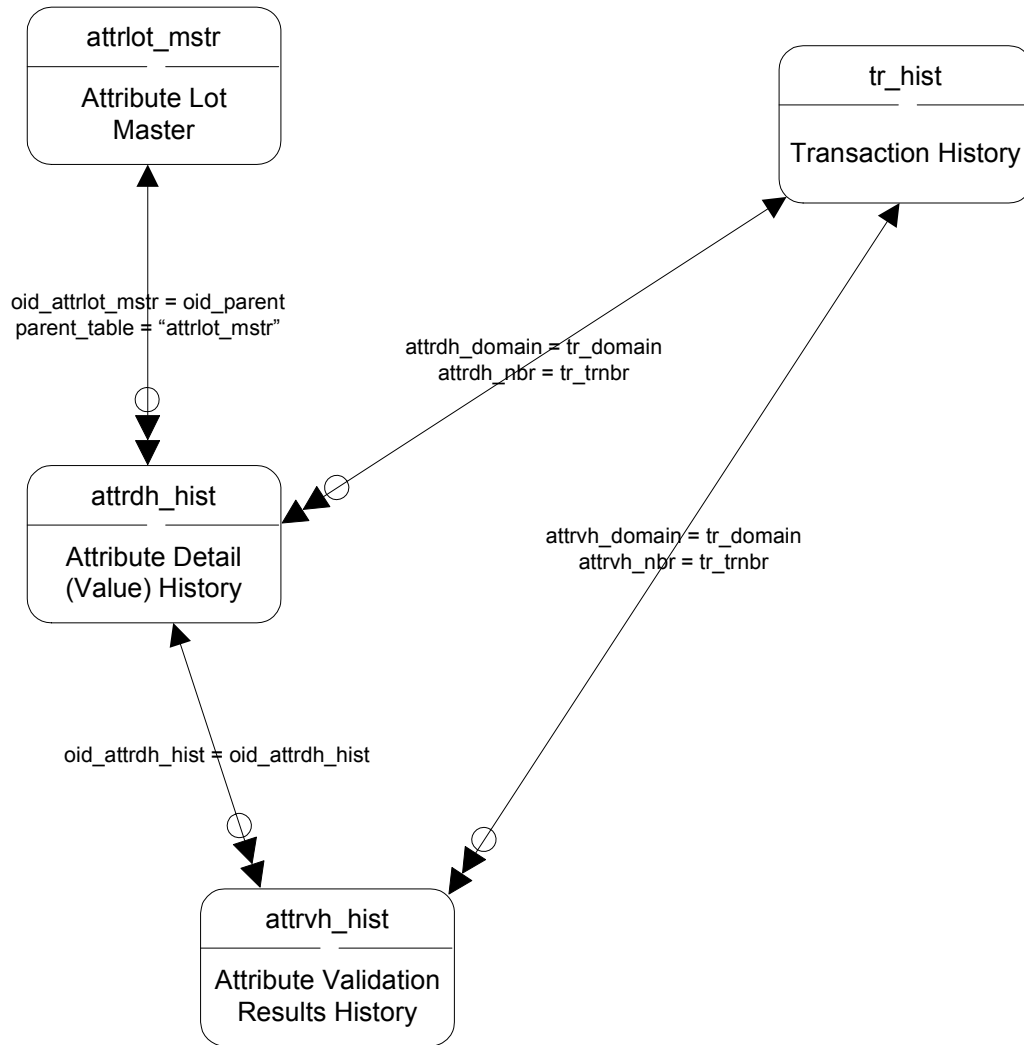 attrlot_mstr
Attribute Lot
Master
tr_hist
Transaction History
oid_attrlot_mstr = oid_parent
parent_table = “attrlot_mstr”
attrdh_domain = tr_domain
attrdh_nbr = tr_trnbr
attrdh_hist
Attribute Detail
(Value) History
attrvh_domain = tr_domain
attrvh_nbr = tr_trnbr
oid_attrdh_hist = oid_attrdh_hist
attrvh_hist
Attribute Validation
Results History